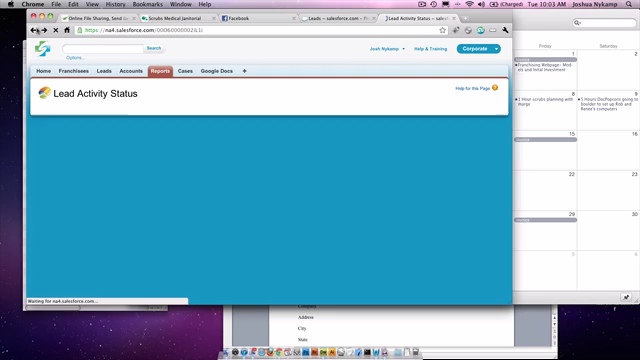 Chrome File Edit View History Bookmarks Window Help
(Charged) Tue 10:03 AM Joshua Nykamp
Online File Sharing, Send La
Scrubs Medical Janitorial
Facebook
Leads ~ salesforce.com
Lead Activity Status ~ sale
https://na4.salesforce.com
Search
Options...
Josh Nykamp
Help & Training
Corporate
Home Franchisees Leads Accounts Reports Cases Google Docs +
Lead Activity Status
Help for this Page
Friday Saturday
1 2
Franchising Webpage - Mod-
els and Inital Investment
8 9
2 Hour scrubs planning with
marge
5 Hours DocPopcorn going to
boulder to set up Rob and
Renee's computers
15 16
22 23
29 30
Waiting for na4.salesforce.com...
Address
City
State